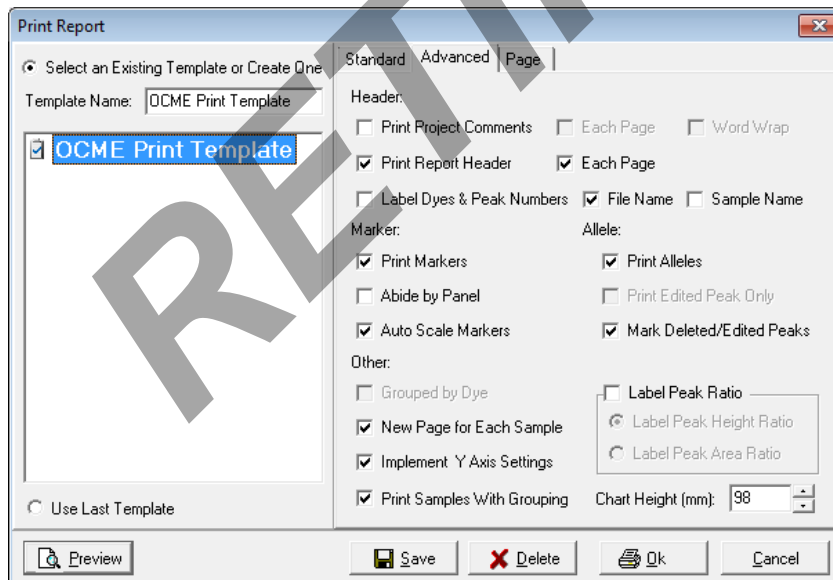 Print Report
Select an Existing Template or Create One
Template Name: OCME Print Template
OCME Print Template
Use Last Template
Standard Advanced Page
Header:
Print Project Comments Each Page Word Wrap
Print Report Header Each Page
Label Dyes & Peak Numbers File Name Sample Name
Marker: Allele:
Print Markers Print Alleles
Abide by Panel Print Edited Peak Only
Auto Scale Markers Mark Deleted/Edited Peaks
Other:
Grouped by Dye Label Peak Ratio
New Page for Each Sample Label Peak Height Ratio
Implement Y Axis Settings Label Peak Area Ratio
Print Samples With Grouping Chart Height (mm): 98
Preview Save Delete Ok Cancel
RETI